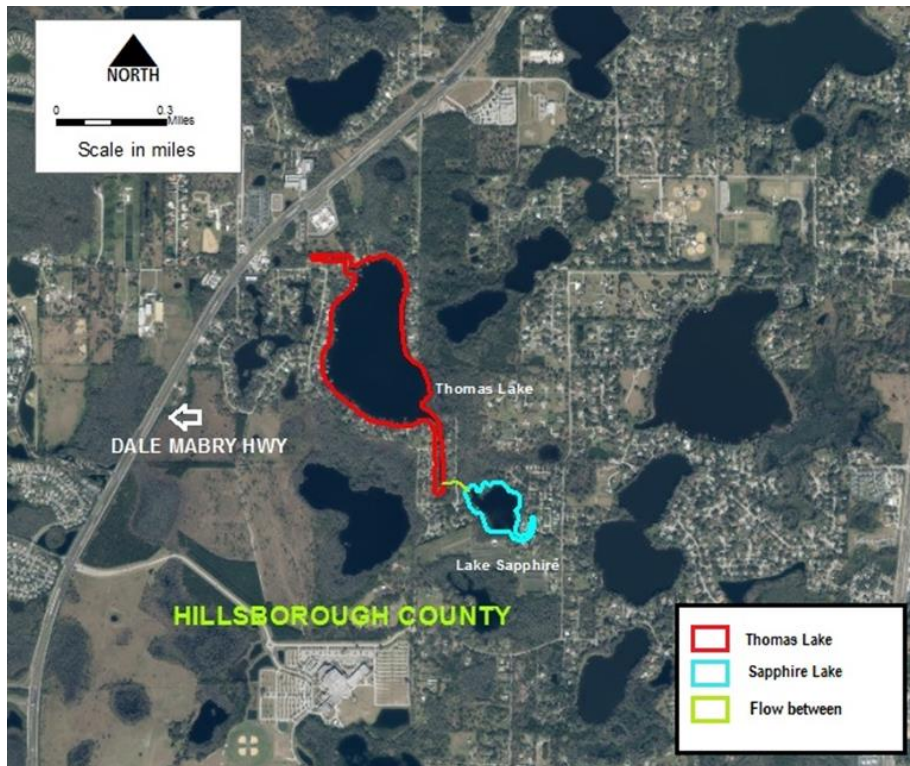 NORTH
0 0.3
Miles
Scale in miles
Thomas Lake
DALE MABRY HWY
Lake Sapphire
HILLSBOROUGH COUNTY
Thomas Lake
Sapphire Lake
Flow between